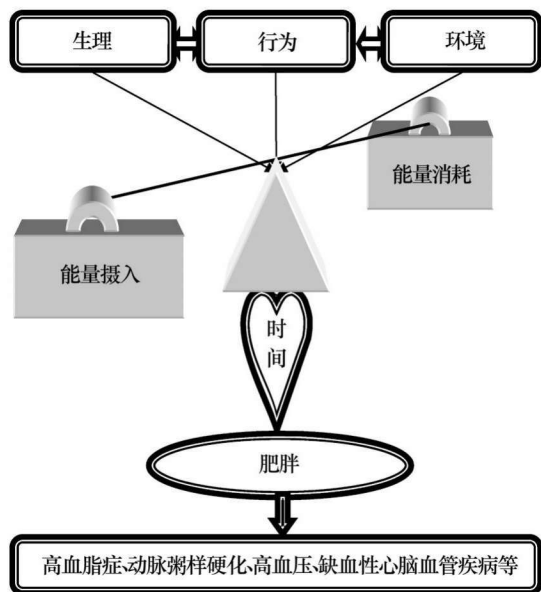 生理
行为
环境
能量消耗
能量摄入
时
间
肥胖
高血脂症、动脉粥样硬化、高血压、缺血性心脑血管疾病等